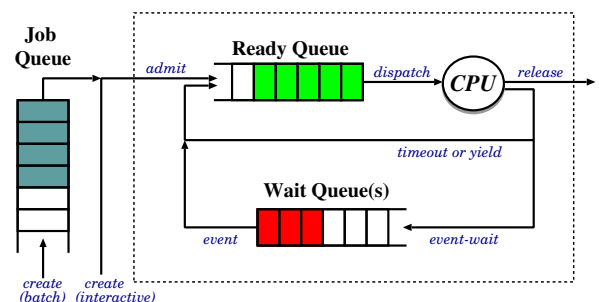 Job
Queue
admit
Ready Queue
dispatch
CPU
release
timeout or yield
Wait Queue(s)
event
event-wait
create
(batch)
create
(interactive)